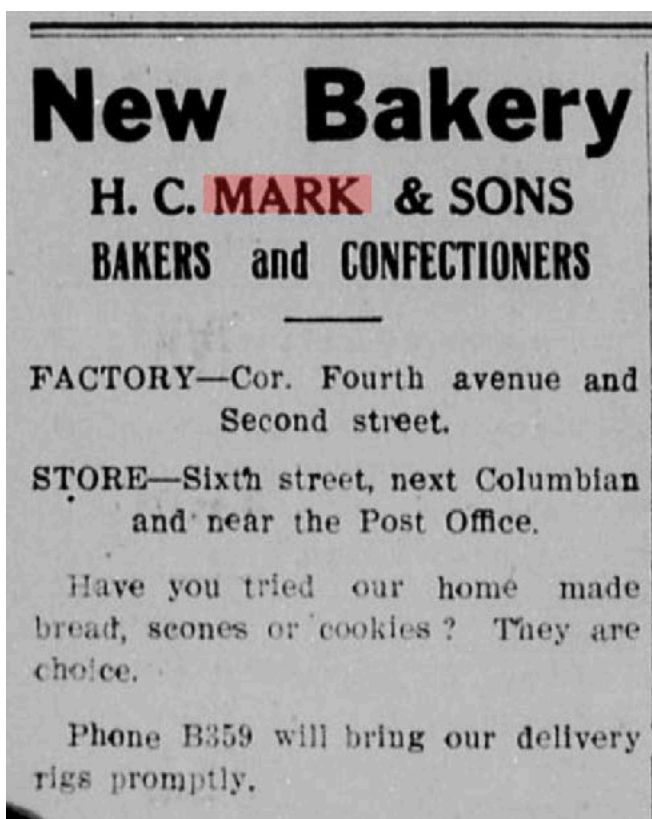 New Bakery
H. C. MARK & SONS
BAKERS and CONFECTIONERS
FACTORY—Cor. Fourth avenue and
Second street.
STORE—Sixth street, next Columbian
and near the Post Office.
Have you tried our home made
bread, scones or cookies? They are
choice.
Phone B359 will bring our delivery
rigs promptly.